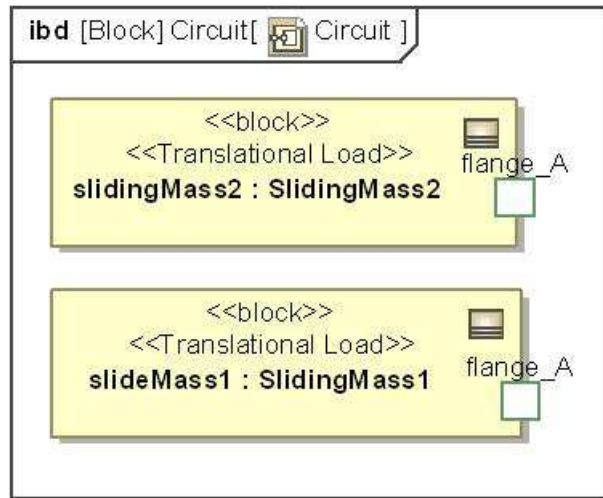 ibd [Block] Circuit[ Circuit ]
<<block>>
<<Translational Load>>
flange_A
slidingMass2 : SlidingMass2
<<block>>
<<Translational Load>>
flange_A
slideMass1 : SlidingMass1